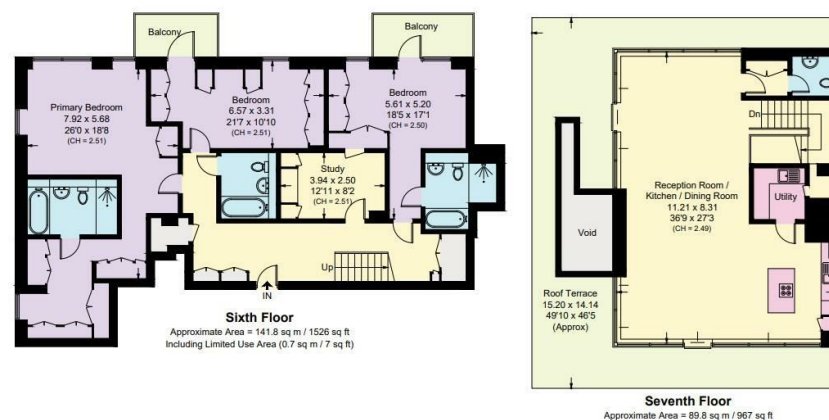 Balcony
Balcony
Primary Bedroom
7.92 x 5.68
26'0 x 18'8
(CH = 2.51)
Bedroom
6.57 x 3.31
21'7 x 10'10
(CH = 2.51)
Bedroom
5.61 x 5.20
18'5 x 17'1
(CH = 2.50)
Study
3.94 x 2.50
12'11 x 8'2
(CH = 2.51)
Up
IN
Sixth Floor
Approximate Area = 141.8 sq m / 1526 sq ft
Including Limited Use Area (0.7 sq m / 7 sq ft)
Dn
Reception Room /
Kitchen / Dining Room
11.21 x 8.31
36'9 x 27'3
(CH = 2.49)
Utility
Void
Roof Terrace
15.20 x 14.14
49'10 x 46'5
(Approx)
Seventh Floor
Approximate Area = 89.8 sq m / 967 sq ft